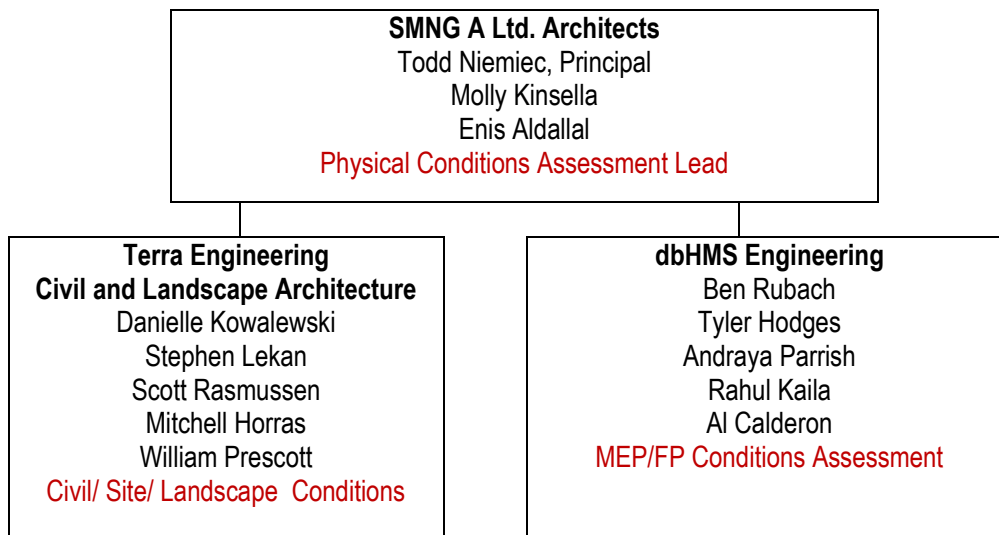 SMNG A Ltd. Architects
Todd Niemiec, Principal
Molly Kinsella
Enis Aldallal
Physical Conditions Assessment Lead
Terra Engineering
Civil and Landscape Architecture
Danielle Kowalewski
Stephen Lekan
Scott Rasmussen
Mitchell Horras
William Prescott
Civil/ Site/ Landscape Conditions
dbHMS Engineering
Ben Rubach
Tyler Hodges
Andraya Parrish
Rahul Kaila
Al Calderon
MEP/FP Conditions Assessment